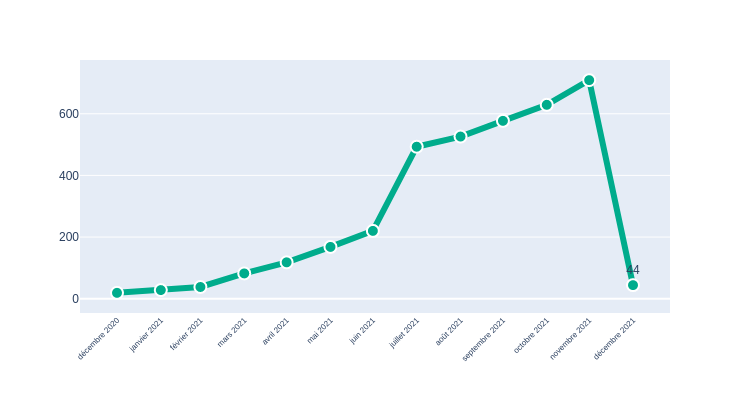 600
400
200
0
44
décembre 2020
janvier 2021
février 2021
mars 2021
avril 2021
mai 2021
juin 2021
juillet 2021
août 2021
septembre 2021
octobre 2021
novembre 2021
décembre 2021